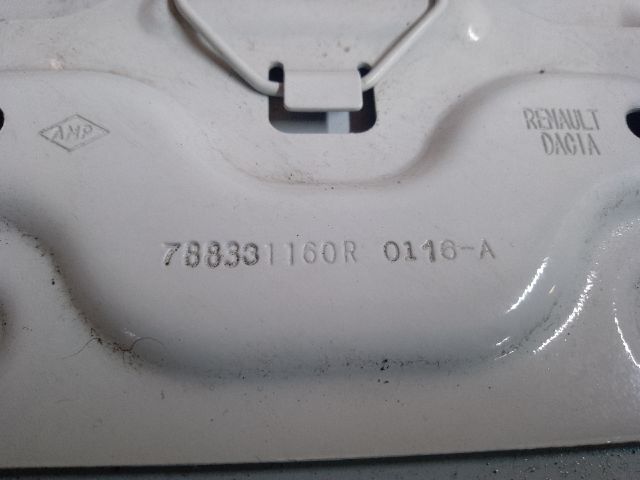 AMP
RENAULT
DACIA
788331160R 0116-A